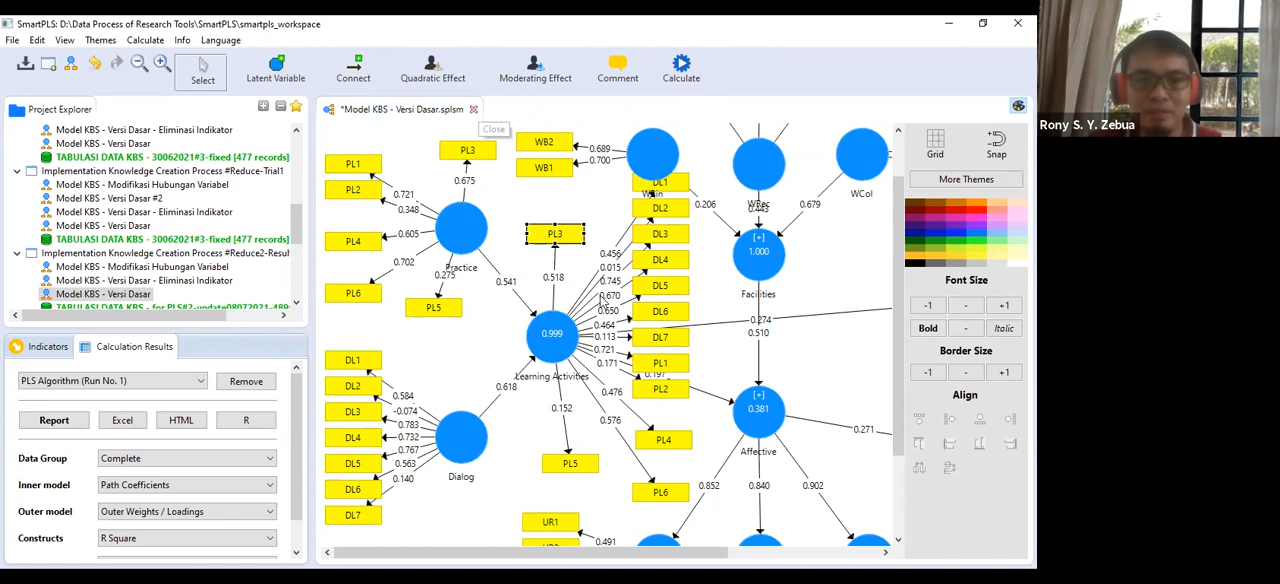 SmartPLS: D:\Data Process of Research Tools\SmartPLS\smartpls_workspace
File Edit View Themes Calculate Info Language
Select
Latent Variable
Connect
Quadratic Effect
Moderating Effect
Comment
Calculate
Project Explorer
Model KBS - Versi Dasar - Eliminasi Indikator
Model KBS - Versi Dasar
TABULASI DATA KBS - 30062021#3-fixed [477 records]
Implementation Knowledge Creation Process #Reduce-Trial1
Model KBS - Modifikasi Hubungan Variabel
Model KBS - Versi Dasar #2
Model KBS - Versi Dasar - Eliminasi Indikator
Model KBS - Versi Dasar
TABULASI DATA KBS - 30062021#3-fixed [477 records]
Implementation Knowledge Creation Process #Reduce2-Result
Model KBS - Modifikasi Hubungan Variabel
Model KBS - Versi Dasar - Eliminasi Indikator
Model KBS - Versi Dasar
Indicators
Calculation Results
PLS Algorithm (Run No. 1)
Remove
Report
Excel
HTML
R
Data Group
Complete
Inner model
Path Coefficients
Outer model
Outer Weights / Loadings
Constructs
R Square
*Model KBS - Versi Dasar.splsm
Close
PL1
PL2
PL4
PL6
PL3
PL5
0.675
0.721
0.348
0.605
0.702
0.275
Practice
0.541
WB2
WB1
0.689
0.700
PL3
0.518
0.999
Learning Activities
DL1
DL2
DL3
DL4
DL5
DL6
DL7
PL1
PL2
PL4
PL6
PL5
0.456
0.015
0.745
0.670
0.650
0.464
0.113
0.721
0.171
0.197
0.476
0.576
0.152
0.618
DL1
DL2
DL3
DL4
DL5
DL6
DL7
0.584
-0.074
0.783
0.732
0.767
0.563
0.140
Dialog
UR1
0.491
0.206
0.443
0.679
WCol
[+]
1.000
Facilities
0.274
0.510
[+]
0.381
Affective
0.271
0.852
0.840
0.902
Grid
Snap
More Themes
Font Size
-1 - +1
Bold - Italic
Border Size
-1 - +1
Align
Rony S. Y. Zebua